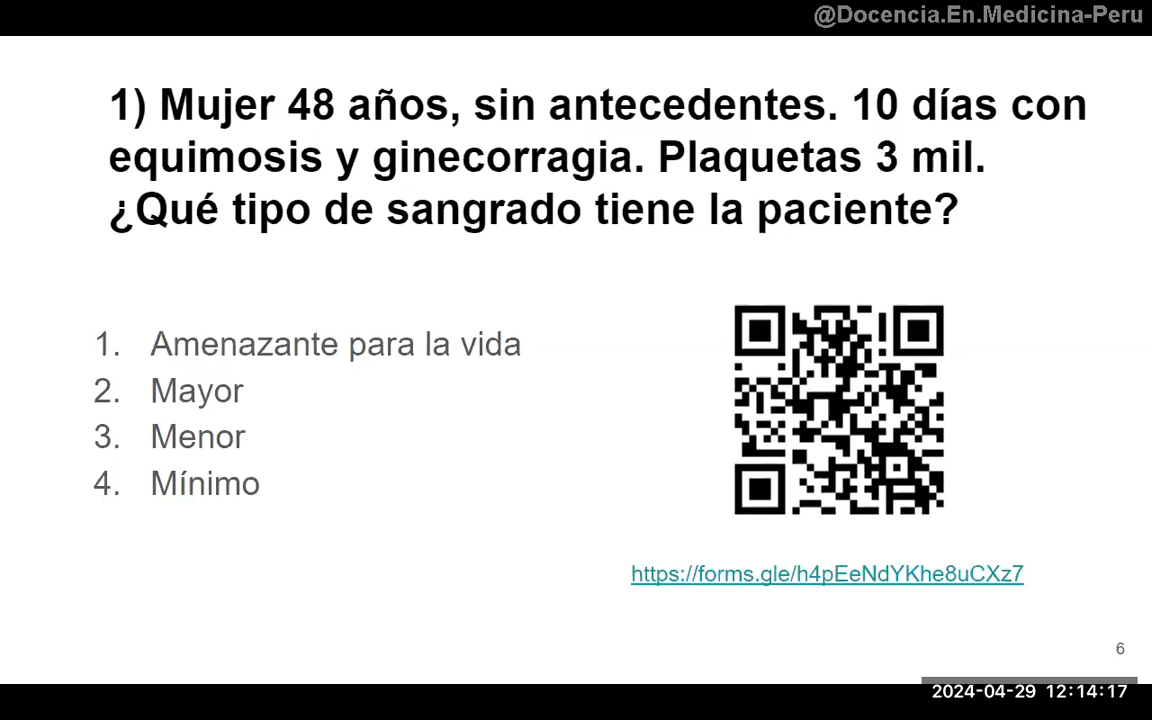 @Docencia.En.Medicina-Peru
1) Mujer 48 años, sin antecedentes. 10 días con
equimosis y ginecorragia. Plaquetas 3 mil.
¿Qué tipo de sangrado tiene la paciente?
1. Amenazante para la vida
2. Mayor
3. Menor
4. Mínimo
https://forms.gle/h4pEeNdYKhe8uCXz7
6
2024-04-29 12:14:17